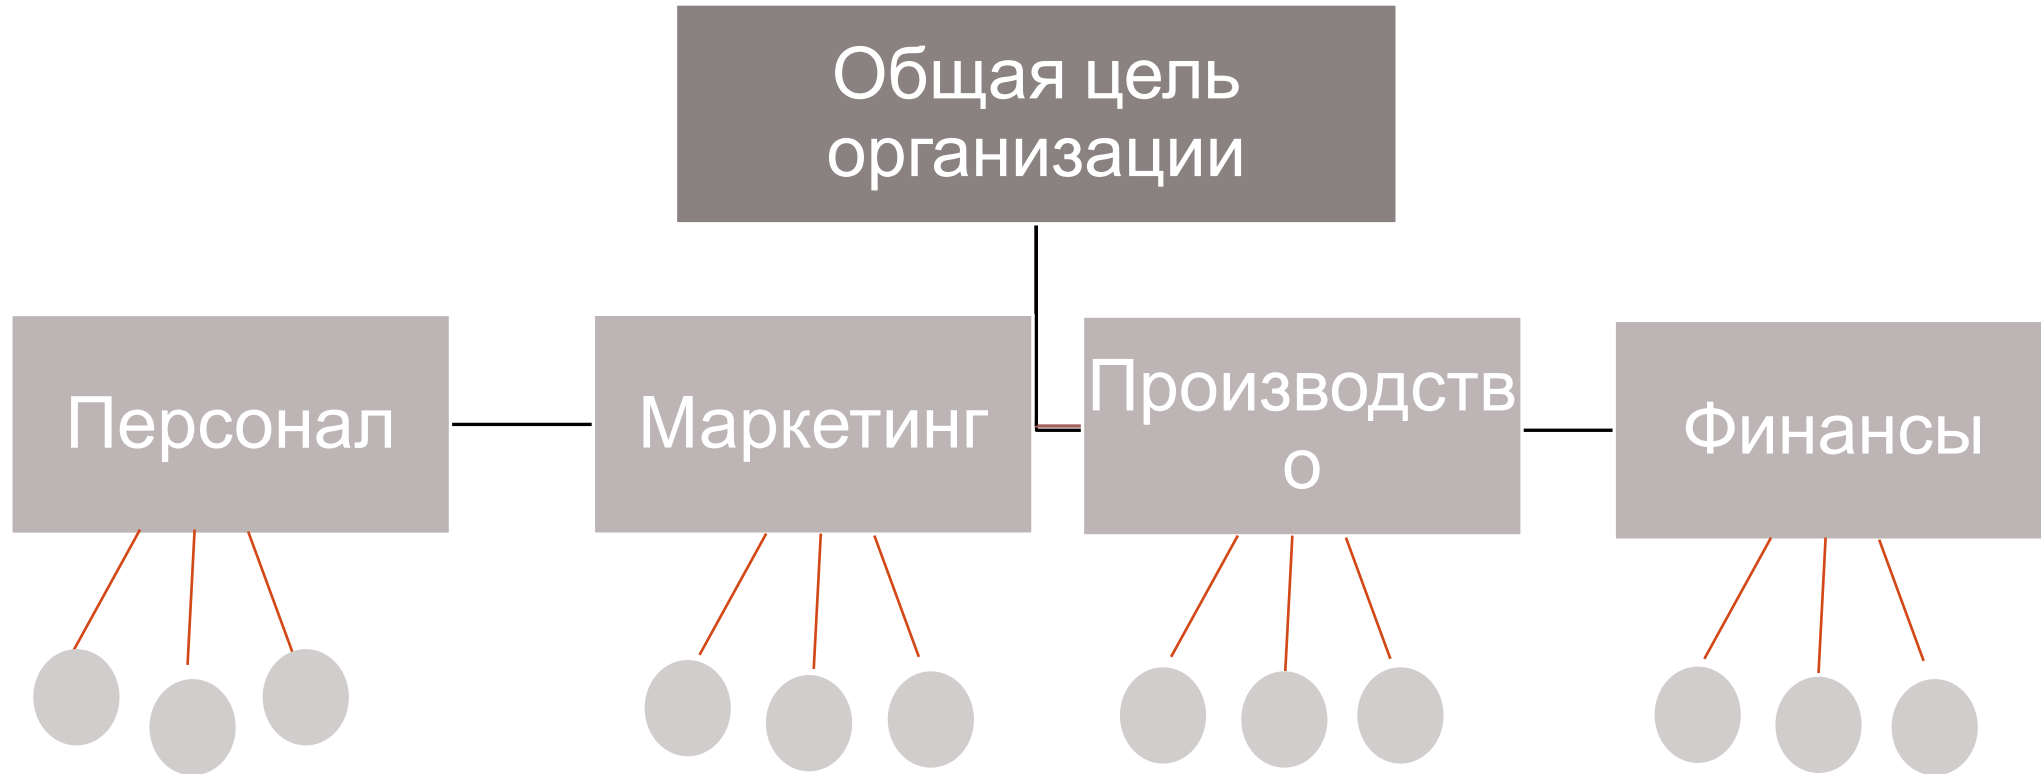 Общая цель
организации
Персонал
Маркетинг
Производств
о
Финансы